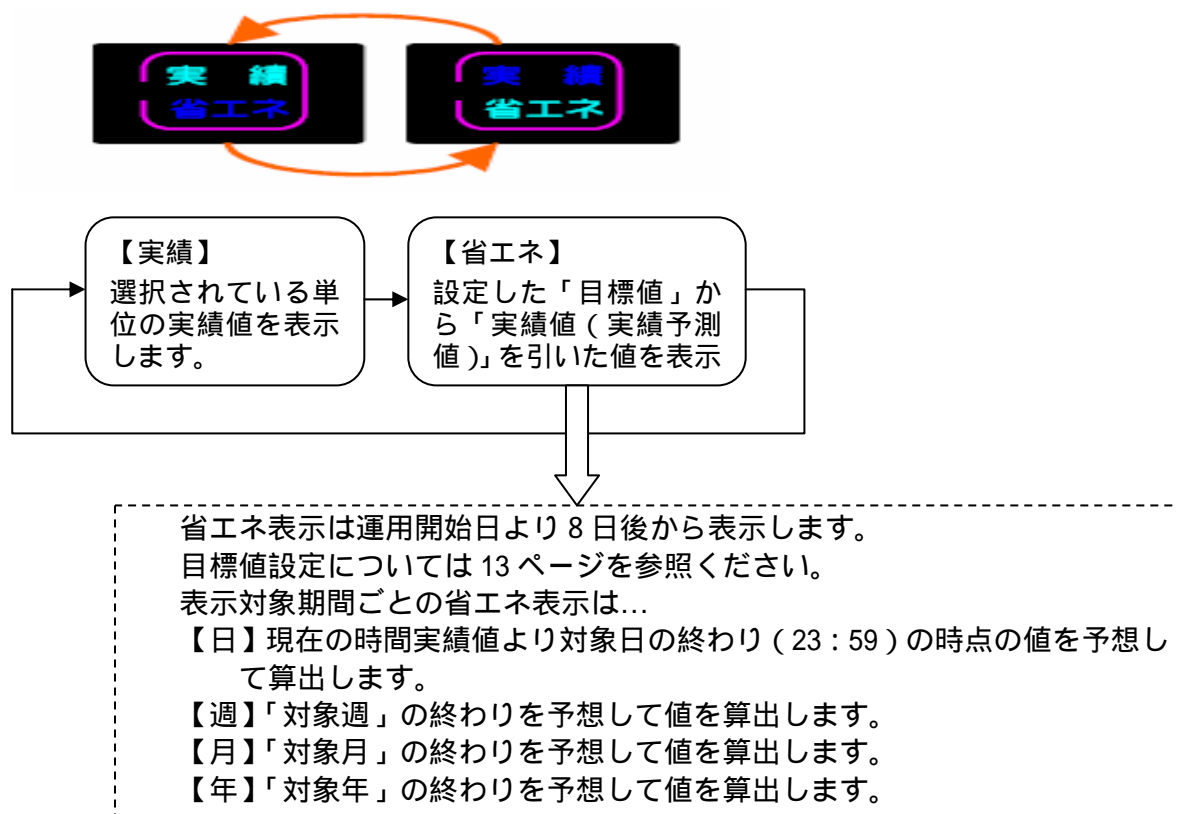 実 績
省エネ
実 績
省エネ
【実績】
選択されている単
位の実績値を表示
します。
【省エネ】
設定した「目標値」か
ら「実績値(実績予測
値)」を引いた値を表示
省エネ表示は運用開始日より 8 日後から表示します。
目標値設定については 13 ページを参照ください。
表示対象期間ごとの省エネ表示は…
【日】現在の時間実績値より対象日の終わり(23:59)の時点の値を予想し
て算出します。
【週】「対象週」の終わりを予想して値を算出します。
【月】「対象月」の終わりを予想して値を算出します。
【年】「対象年」の終わりを予想して値を算出します。